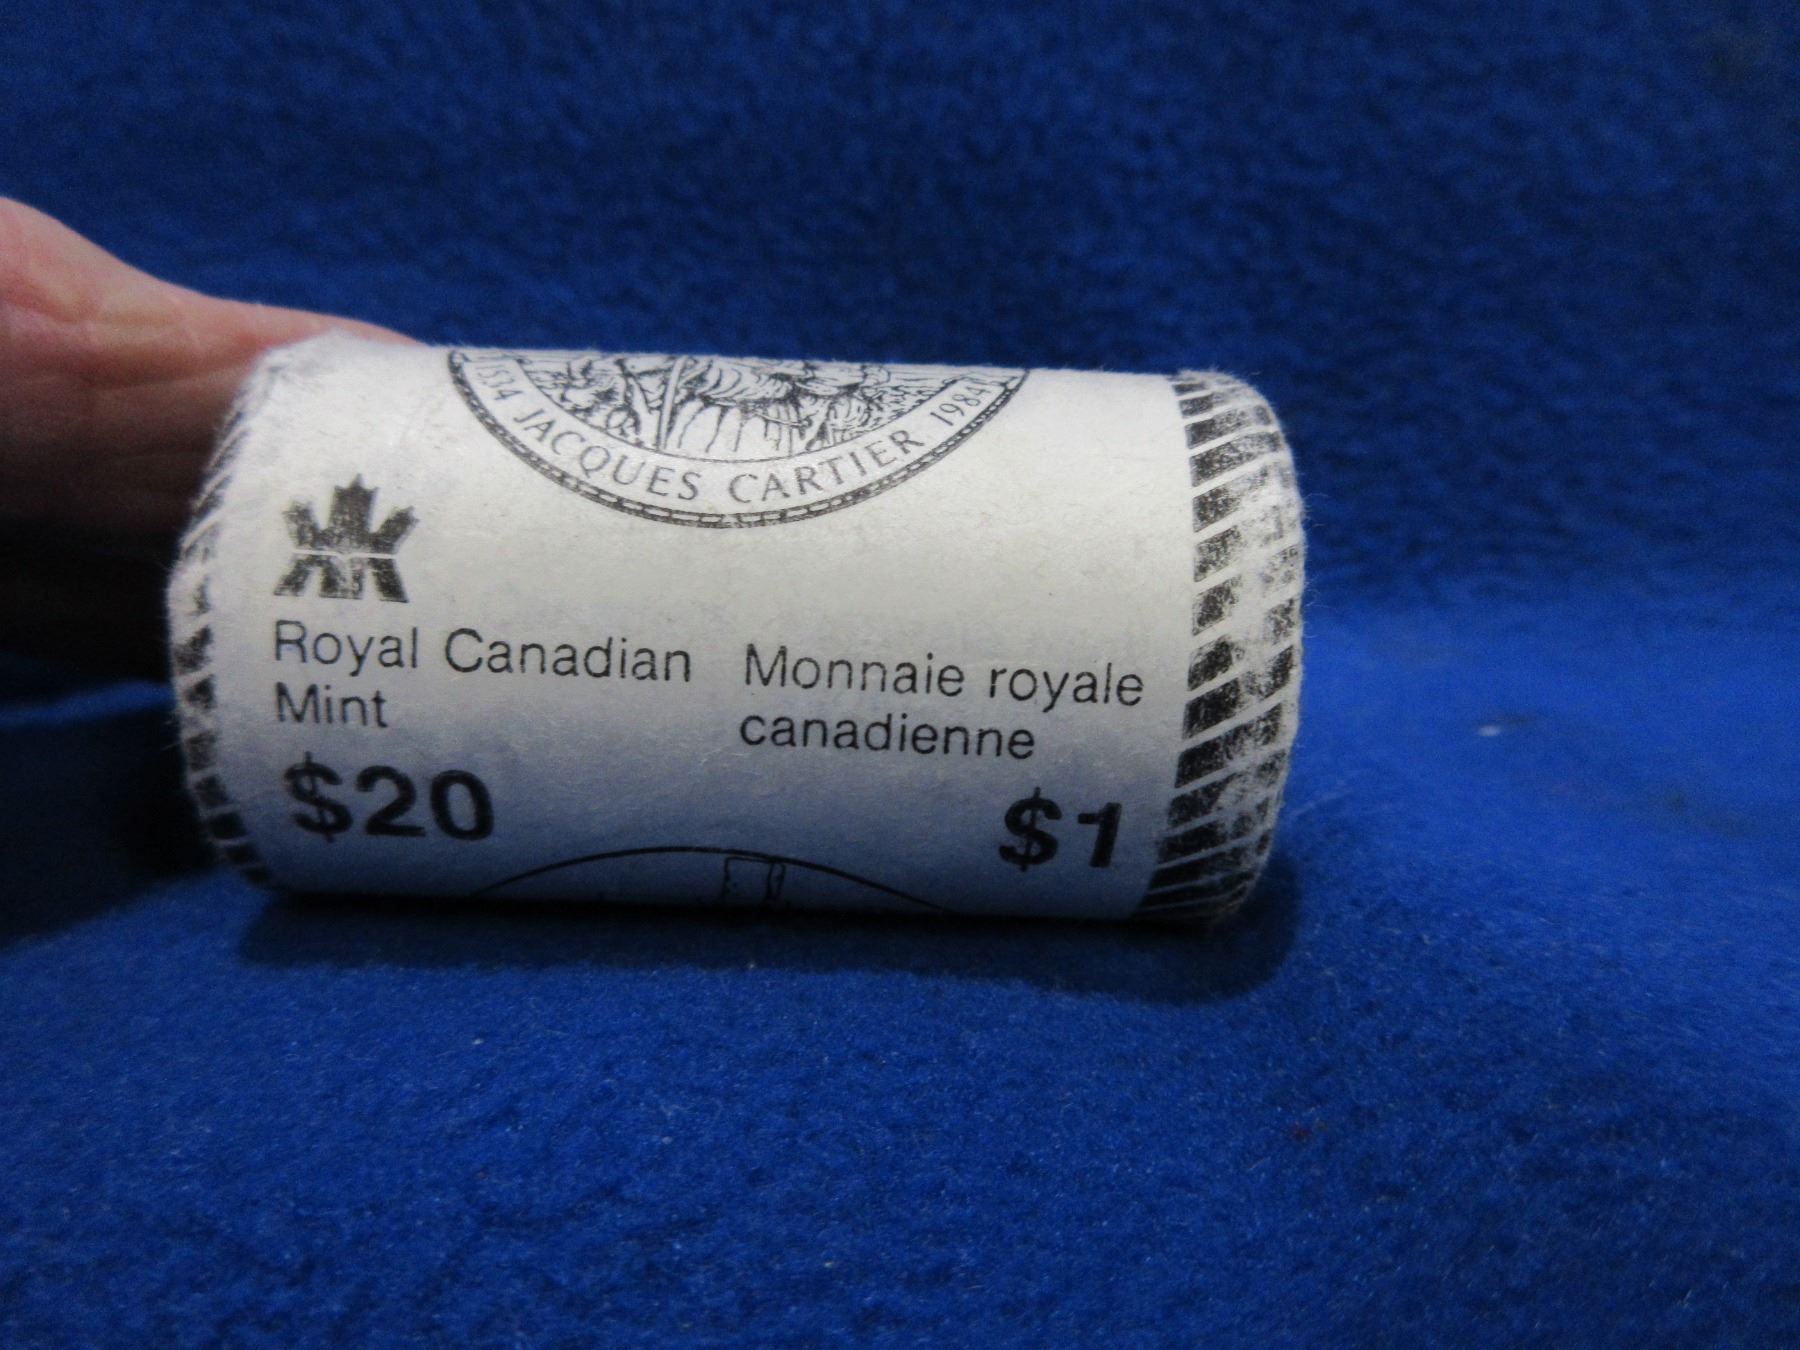 1534 JACQUES CARTIER 1984
Royal Canadian
Mint
Monnaie royale
canadienne
$20
$1